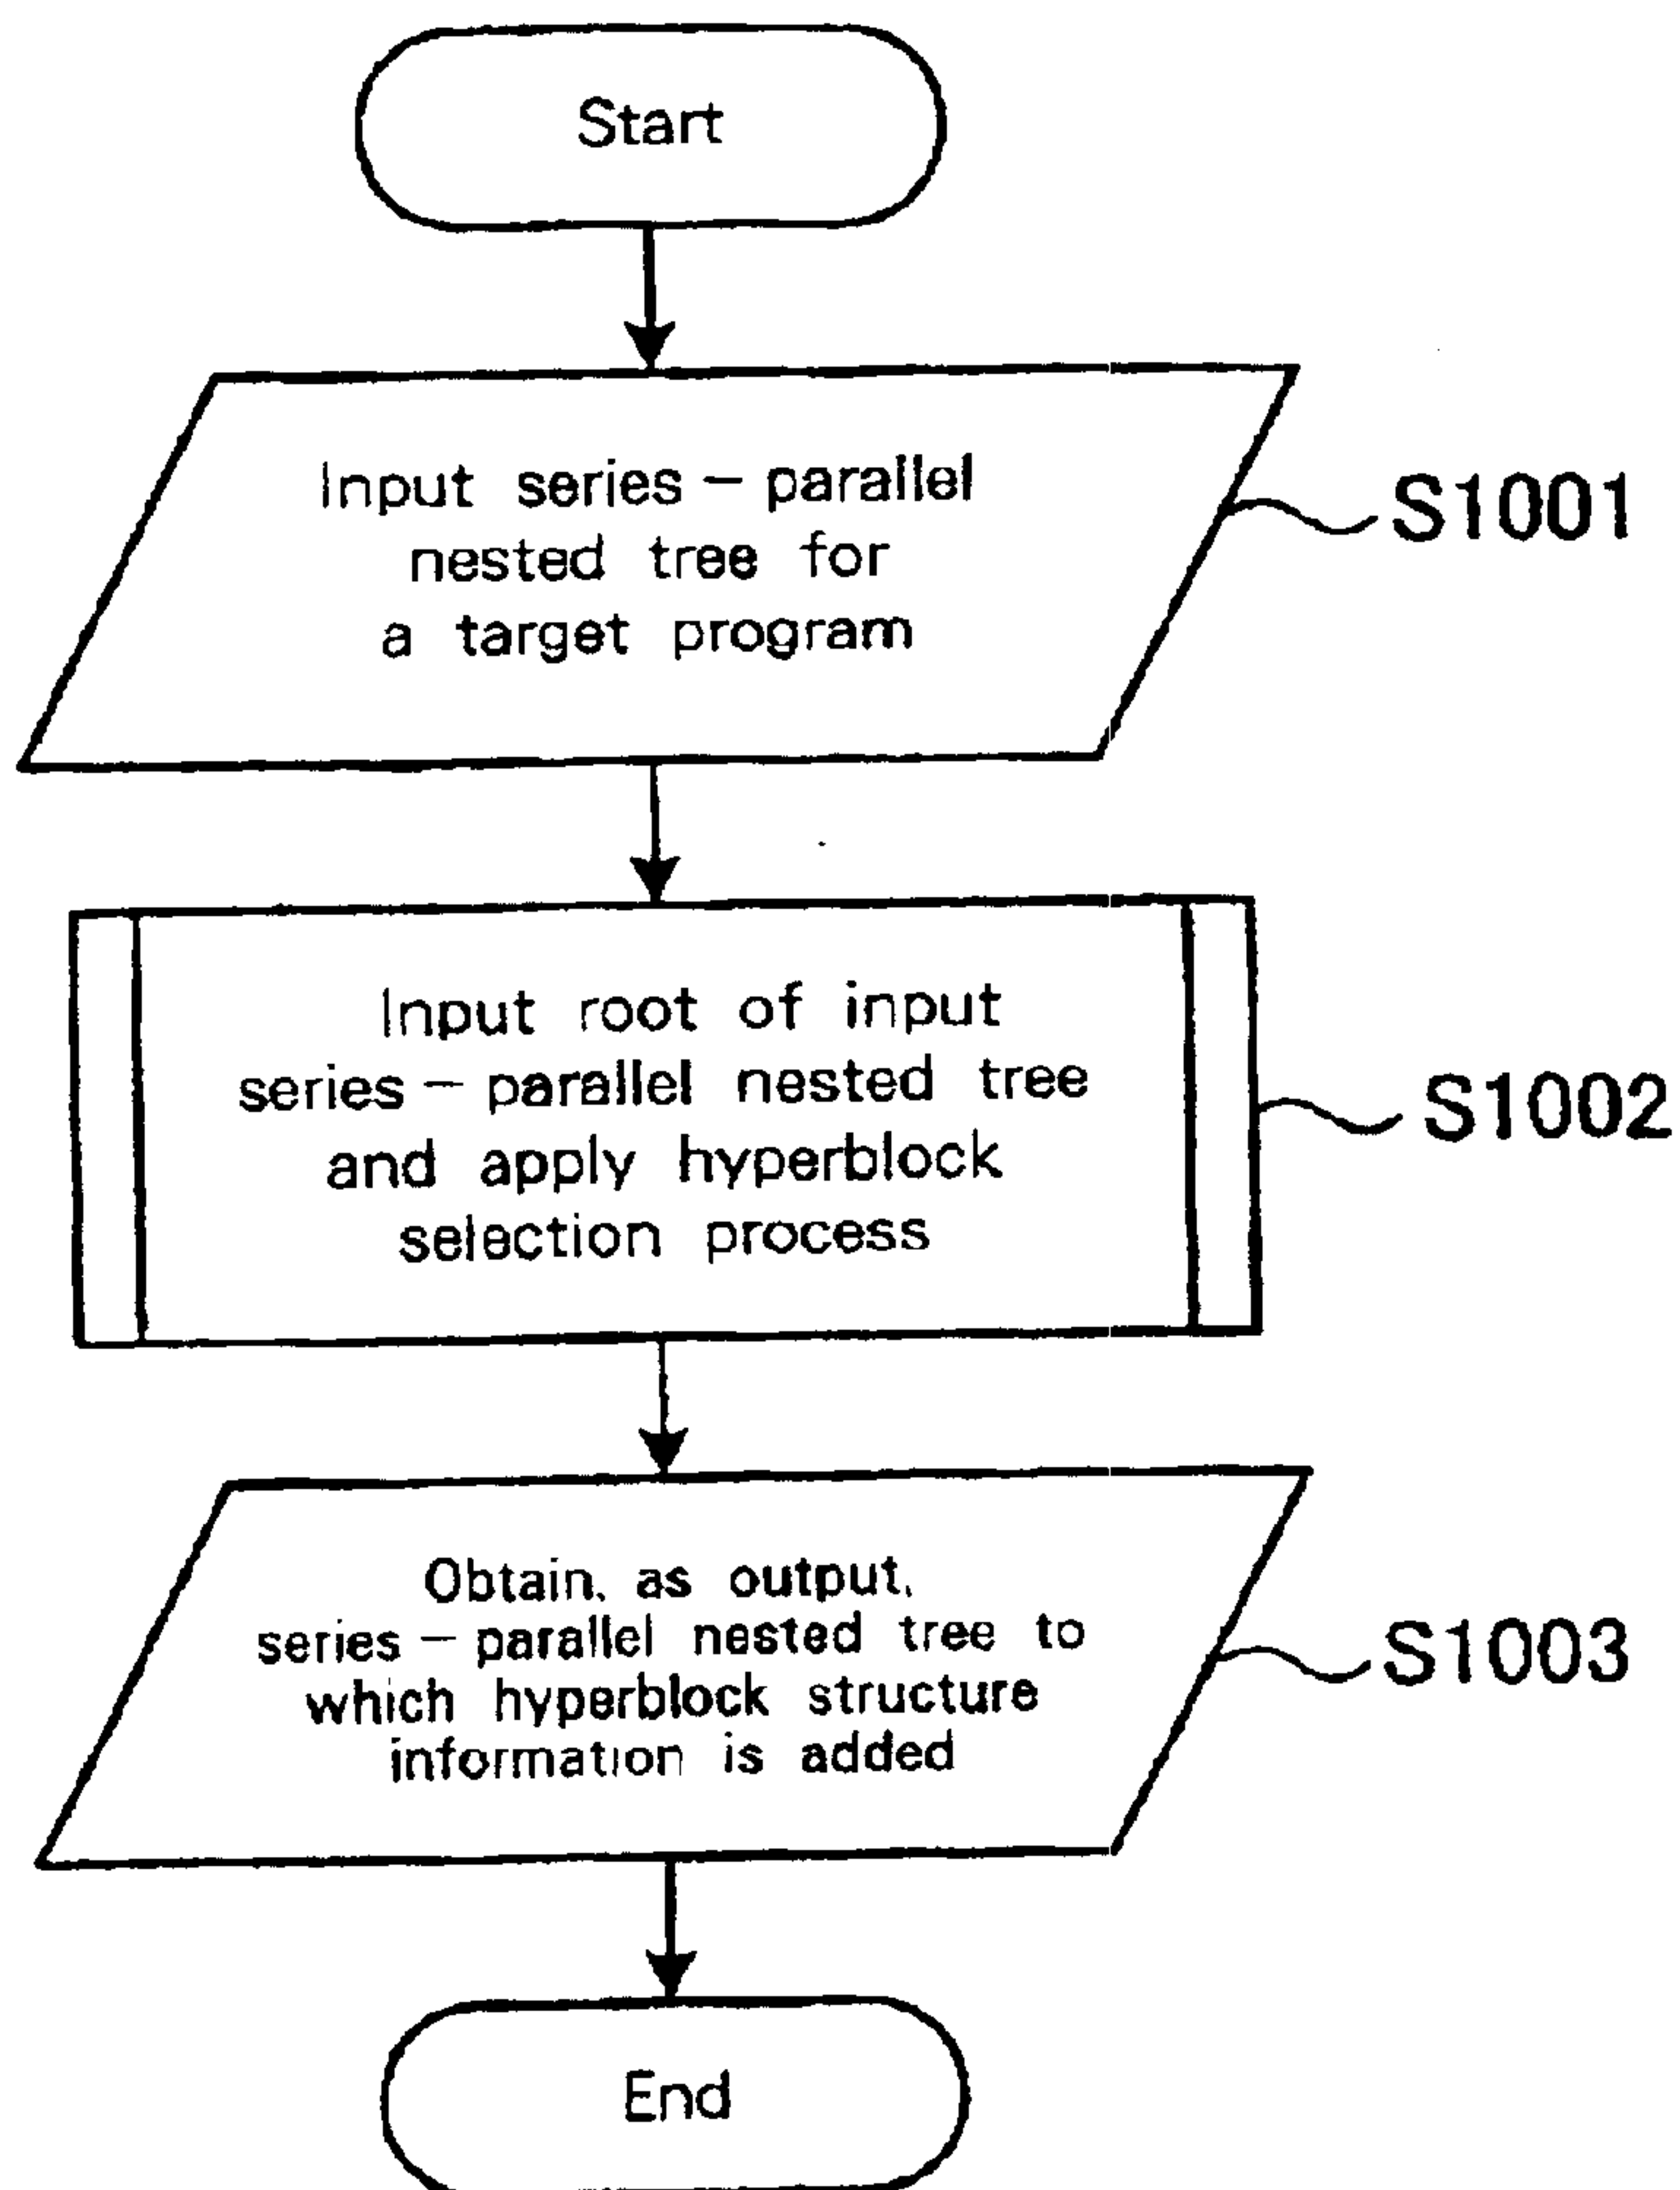 Start
Input series – parallel
nested tree for
a target program
S1001
Input root of input
series – parallel nested tree
and apply hyperblock
selection process
S1002
Obtain, as output,
series – parallel nested tree to
which hyperblock structure
information is added
S1003
End